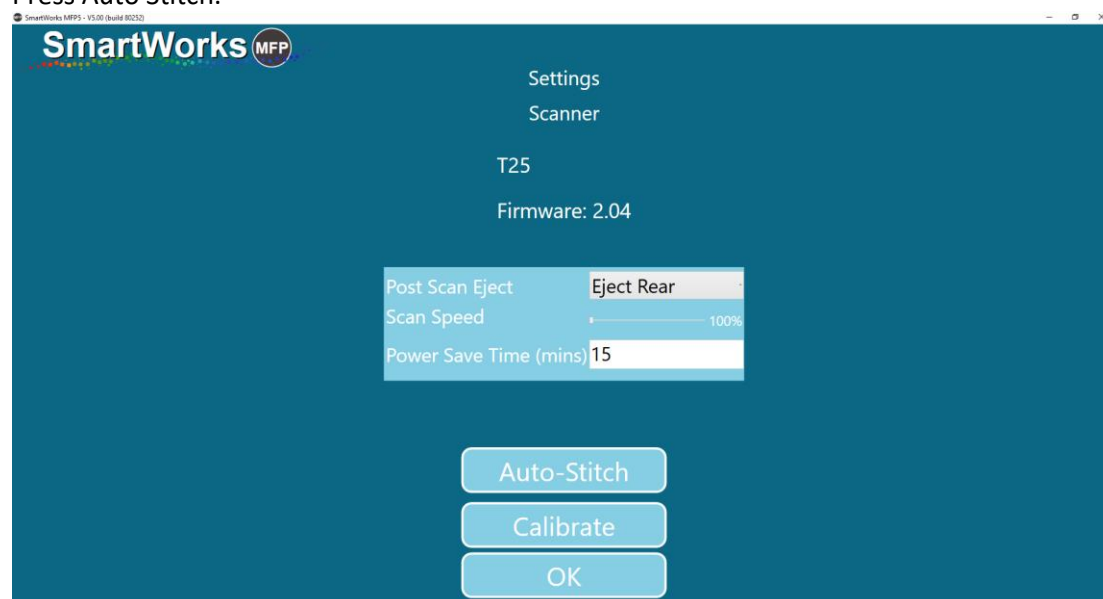 Press Auto Stitch.
SmartWorks MFP5 - V5.00 (build 80252)
SmartWorks MFP
Settings
Scanner
T25
Firmware: 2.04
Post Scan Eject Eject Rear
Scan Speed 100%
Power Save Time (mins) 15
Auto-Stitch
Calibrate
OK